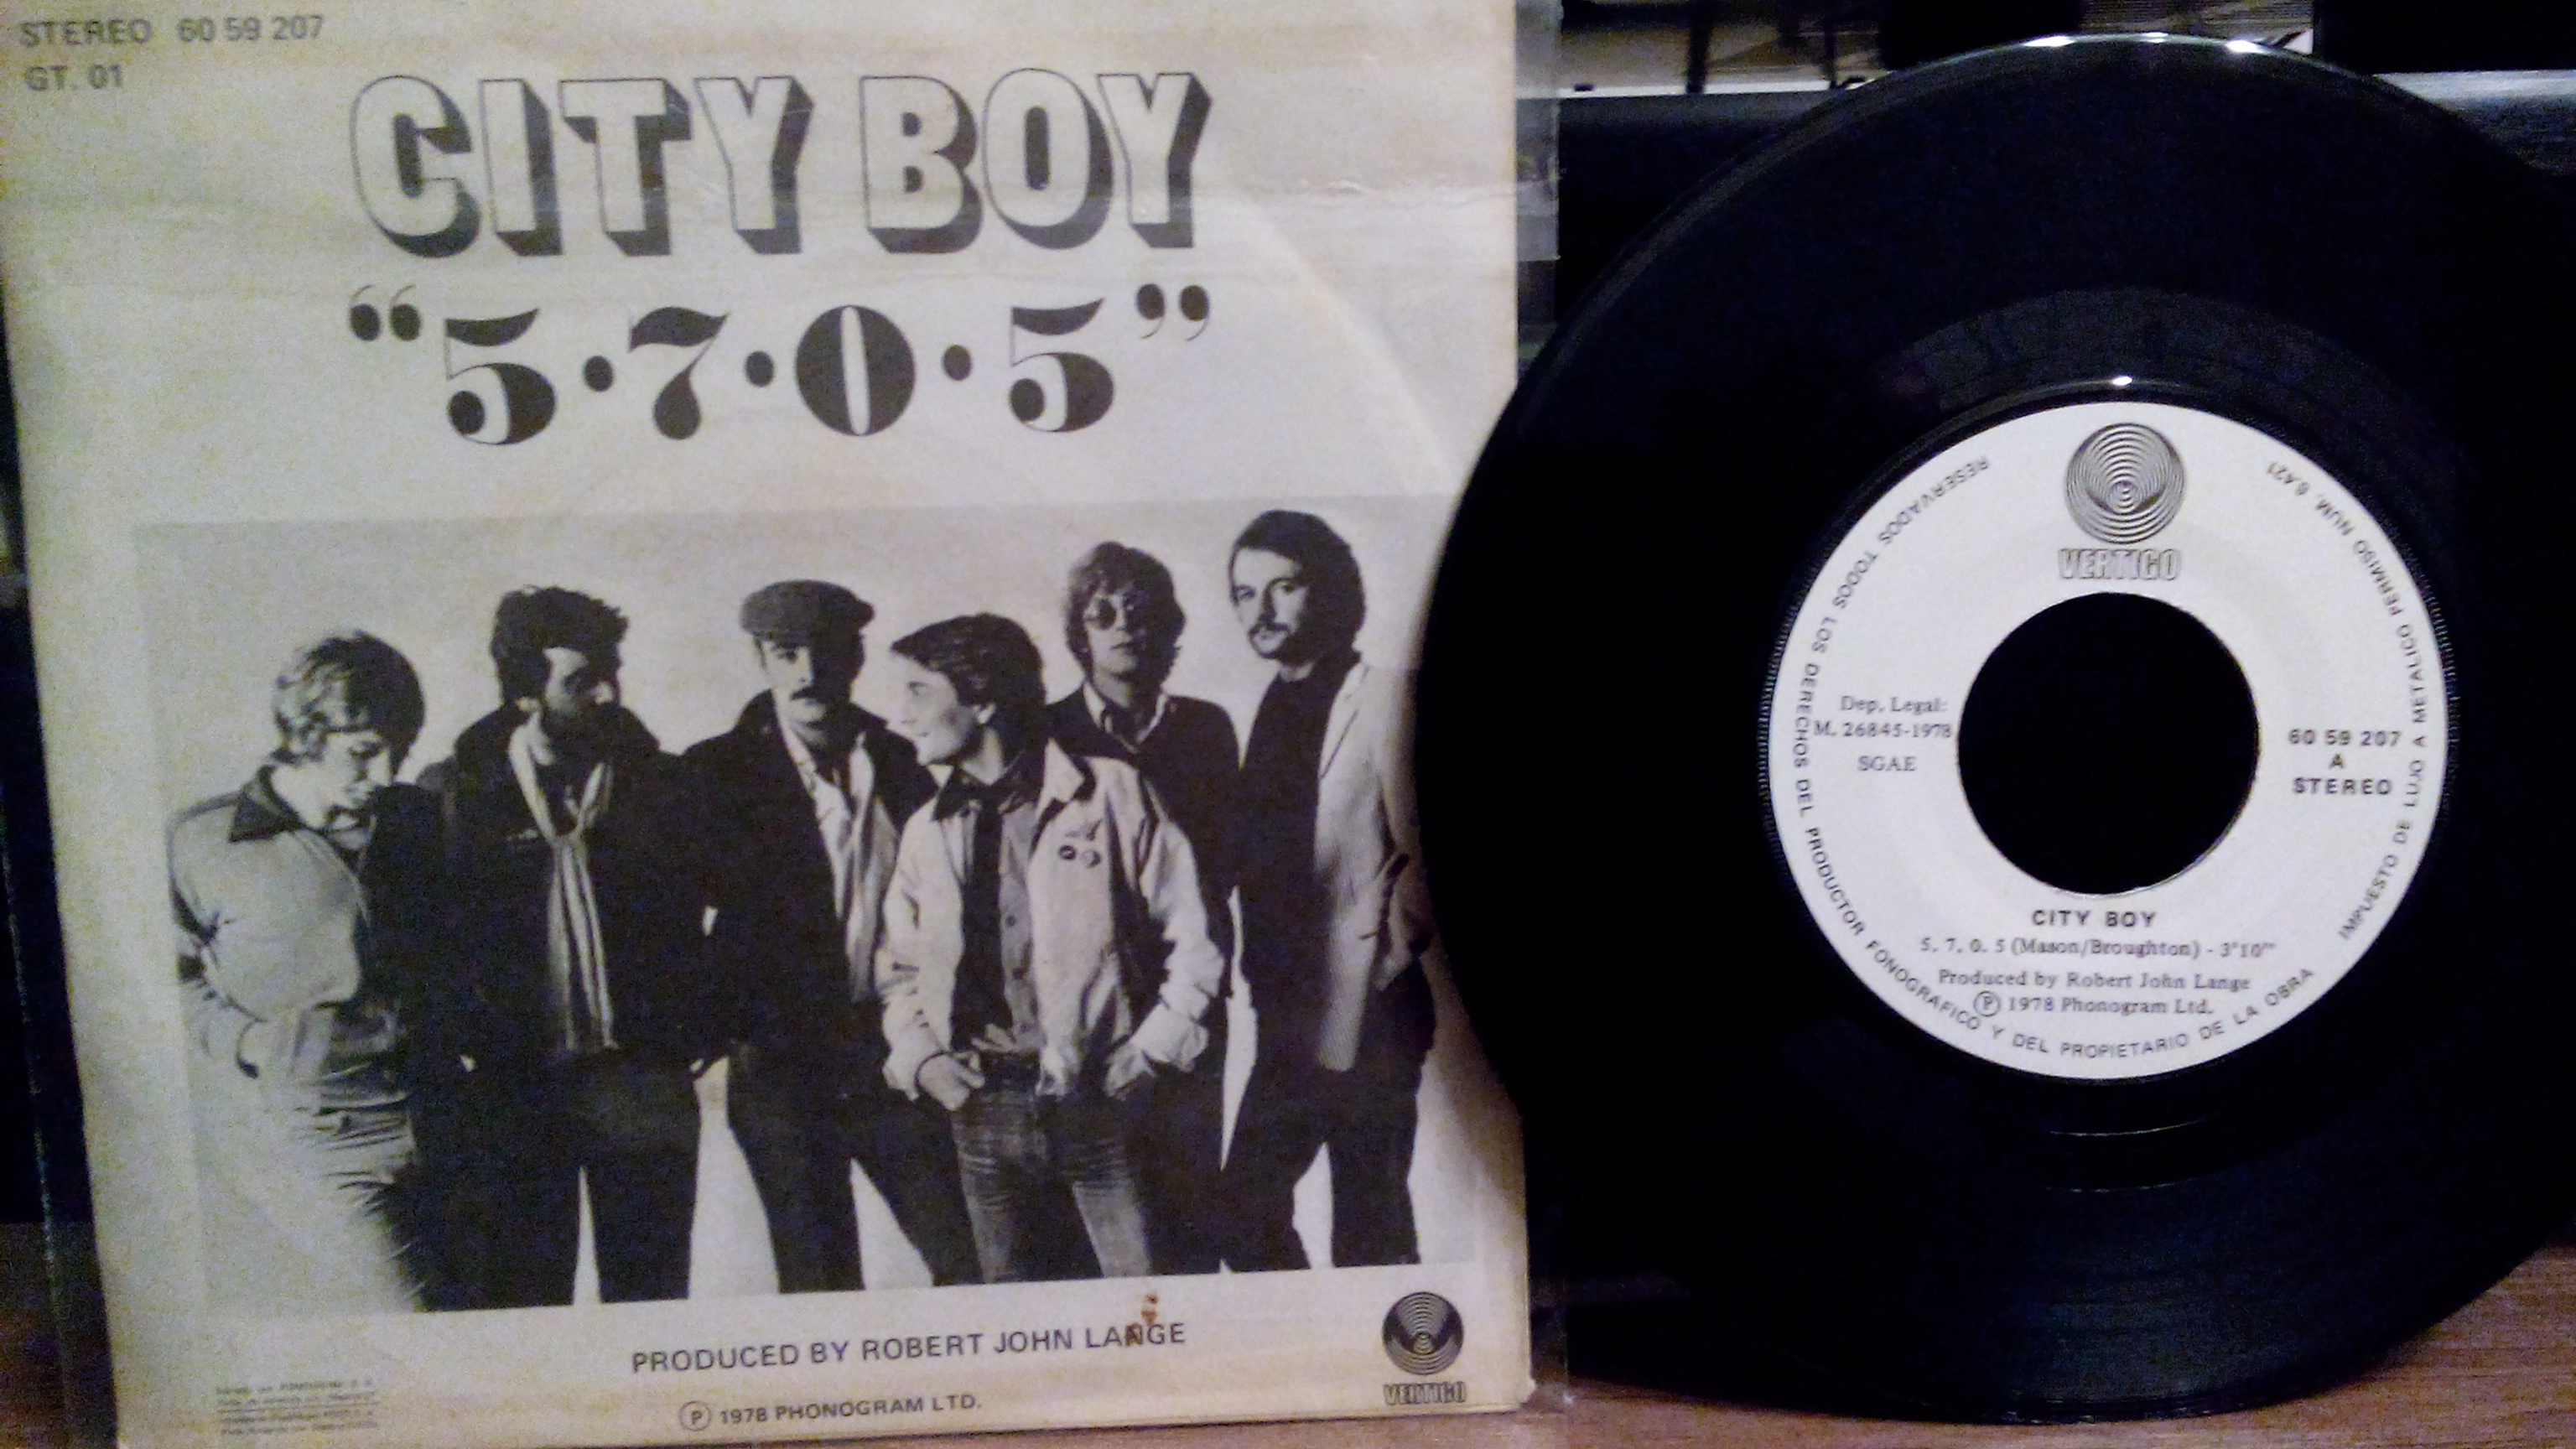 STEREO 60 59 207
GT. 01
CITY BOY
“5·7·0·5”
PRODUCED BY ROBERT JOHN LANGE
Ⓟ 1978 PHONOGRAM LTD.
VERTIGO
VERTIGO
RESERVADOS TODOS LOS DERECHOS DEL PRODUCTOR FONOGRAFICO Y DEL PROPIETARIO DE LA OBRA
IMPUESTO DE LUJO A METALICO PERMISO NUM. 6.421
Dep. Legal:
M. 26845-1978
SGAE
60 59 207
A
STEREO
CITY BOY
5. 7. 0. 5 (Mason/Broughton) - 3'10''
Produced by Robert John Lange
Ⓟ 1978 Phonogram Ltd.